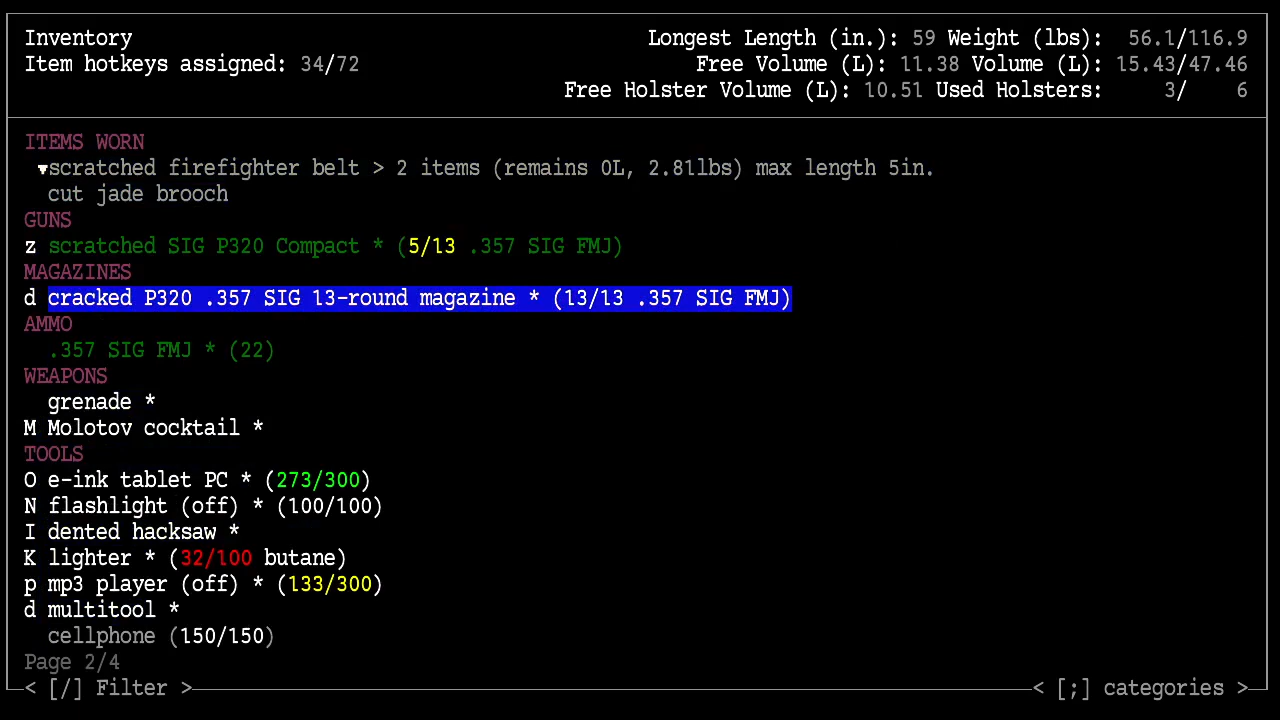 Inventory Longest Length (in.): 59 Weight (lbs): 56.1/116.9
Item hotkeys assigned: 34/72 Free Volume (L): 11.38 Volume (L): 15.43/47.46
Free Holster Volume (L): 10.51 Used Holsters: 3/ 6
ITEMS WORN
▾scratched firefighter belt > 2 items (remains 0L, 2.81lbs) max length 5in.
cut jade brooch
GUNS
z scratched SIG P320 Compact * (5/13 .357 SIG FMJ)
MAGAZINES
d cracked P320 .357 SIG 13-round magazine * (13/13 .357 SIG FMJ)
AMMO
.357 SIG FMJ * (22)
WEAPONS
grenade *
M Molotov cocktail *
TOOLS
O e-ink tablet PC * (273/300)
N flashlight (off) * (100/100)
I dented hacksaw *
K lighter * (32/100 butane)
p mp3 player (off) * (133/300)
d multitool *
cellphone (150/150)
Page 2/4
< [/] Filter > < [;] categories >